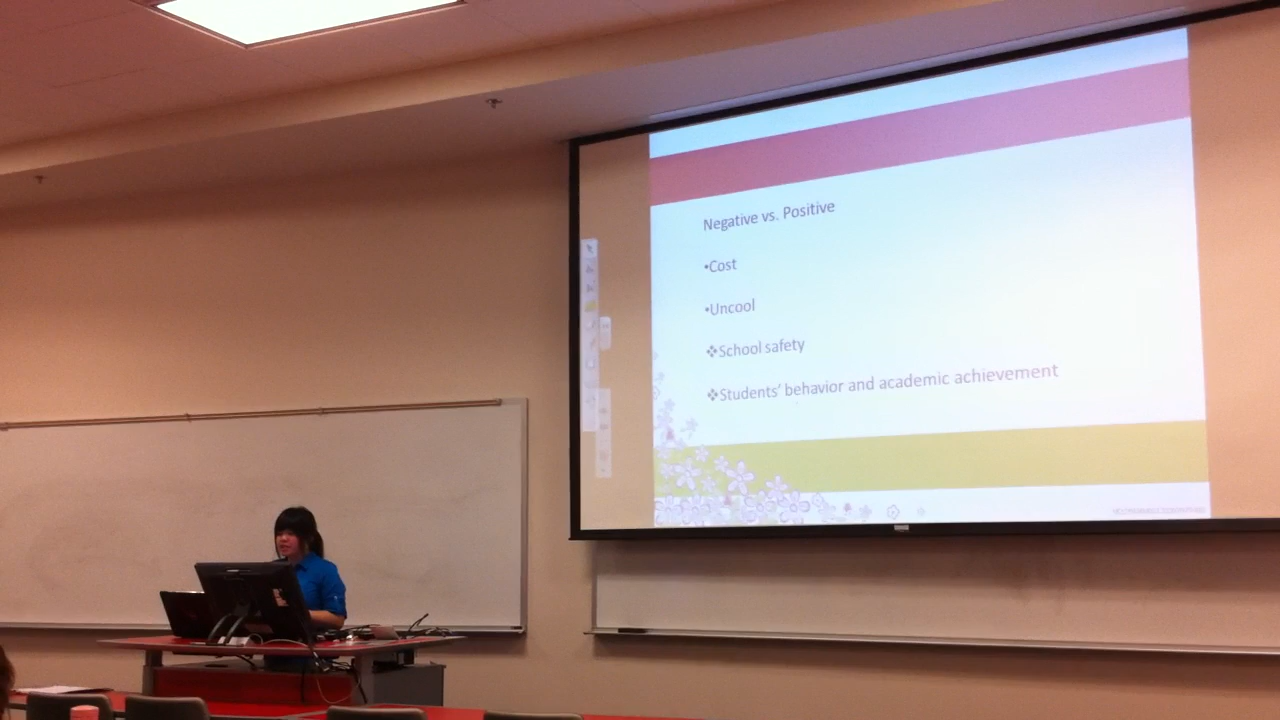 Negative vs. Positive
•Cost
•Uncool
❖School safety
❖Students' behavior and academic achievement